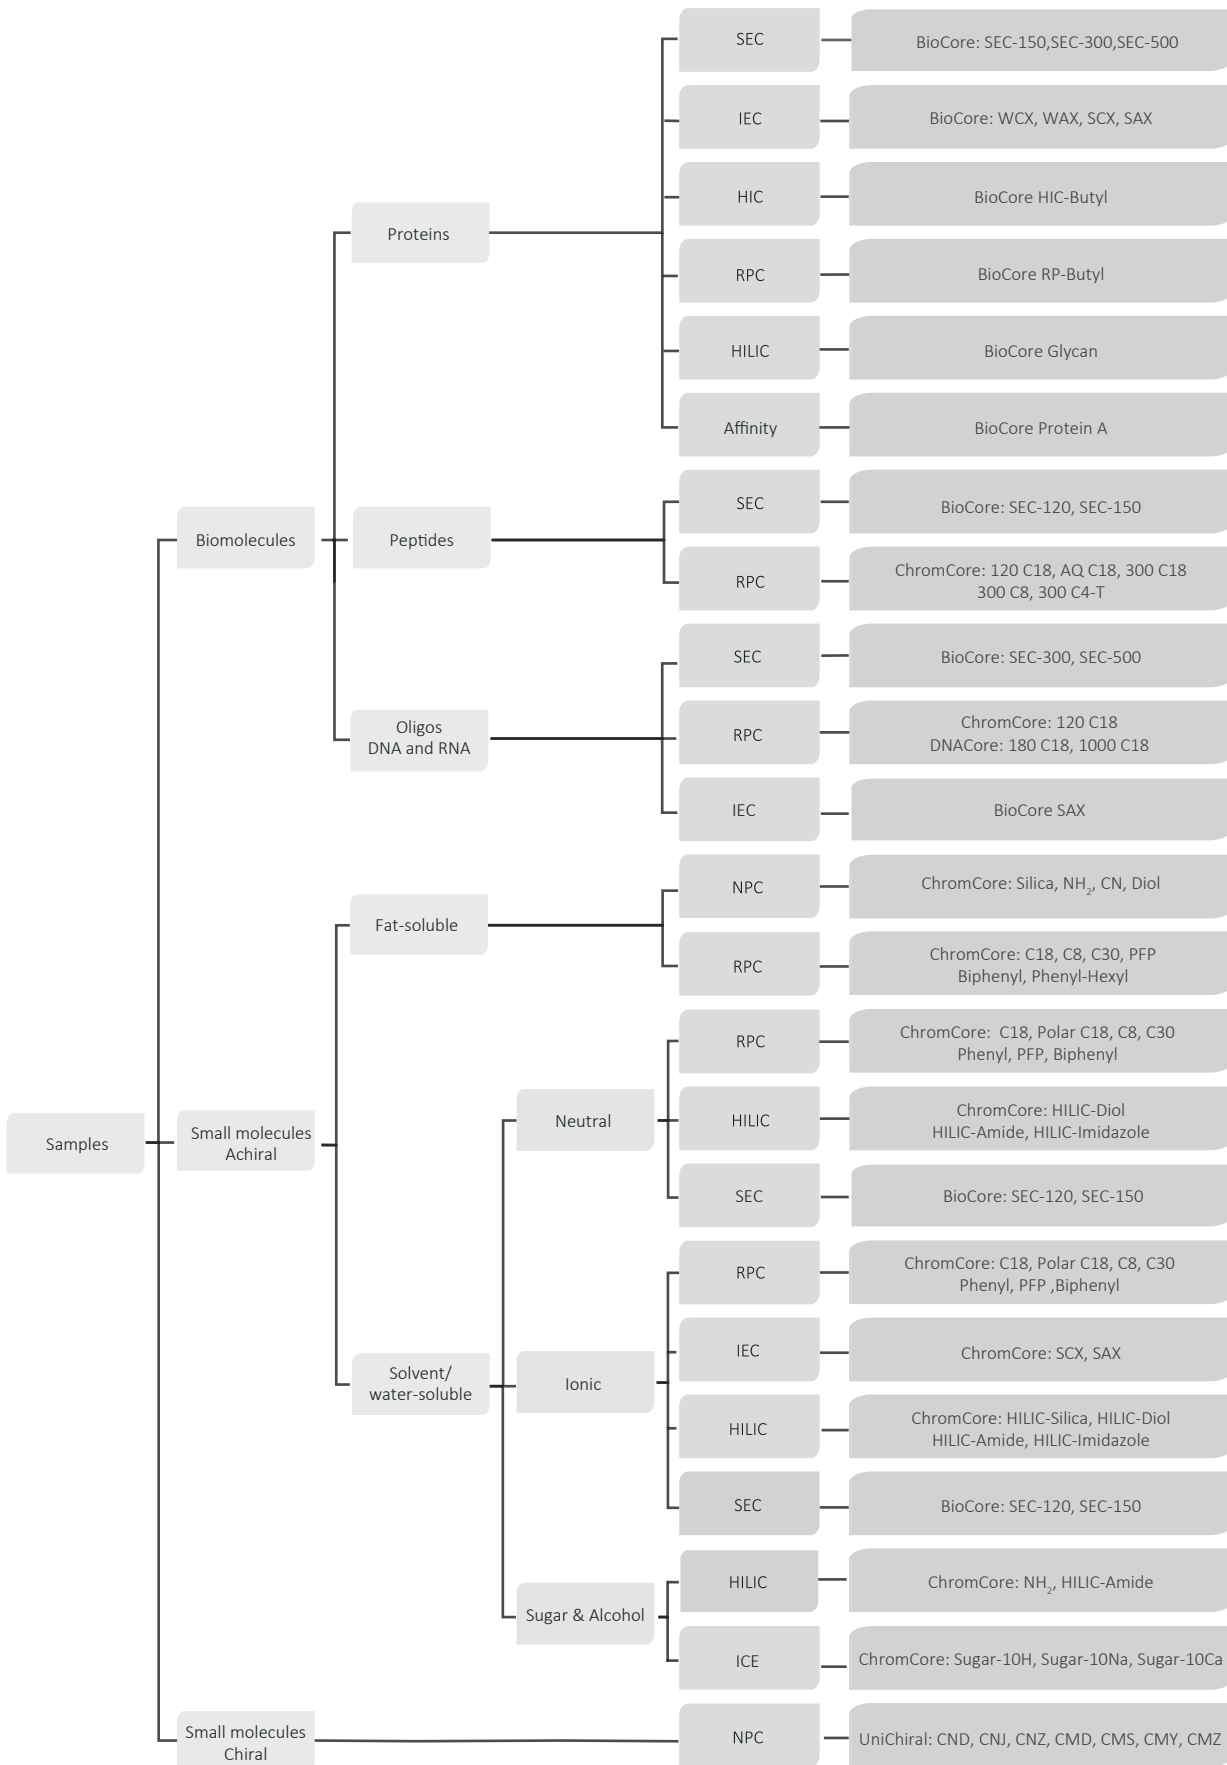 SEC
BioCore: SEC-150,SEC-300,SEC-500
IEC
BioCore: WCX, WAX, SCX, SAX
HIC
BioCore HIC-Butyl
Proteins
RPC
BioCore RP-Butyl
HILIC
BioCore Glycan
Affinity
BioCore Protein A
SEC
BioCore: SEC-120, SEC-150
Biomolecules
Peptides
RPC
ChromCore: 120 C18, AQ C18, 300 C18
300 C8, 300 C4-T
SEC
BioCore: SEC-300, SEC-500
Oligos
DNA and RNA
RPC
ChromCore: 120 C18
DNACore: 180 C18, 1000 C18
IEC
BioCore SAX
NPC
ChromCore: Silica, NH₂, CN, Diol
Fat-soluble
RPC
ChromCore: C18, C8, C30, PFP
Biphenyl, Phenyl-Hexyl
RPC
ChromCore: C18, Polar C18, C8, C30
Phenyl, PFP, Biphenyl
Samples
Small molecules
Achiral
Neutral
HILIC
ChromCore: HILIC-Diol
HILIC-Amide, HILIC-Imidazole
SEC
BioCore: SEC-120, SEC-150
RPC
ChromCore: C18, Polar C18, C8, C30
Phenyl, PFP ,Biphenyl
IEC
ChromCore: SCX, SAX
Solvent/
water-soluble
Ionic
HILIC
ChromCore: HILIC-Silica, HILIC-Diol
HILIC-Amide, HILIC-Imidazole
SEC
BioCore: SEC-120, SEC-150
HILIC
ChromCore: NH₂, HILIC-Amide
Sugar & Alcohol
ICE
ChromCore: Sugar-10H, Sugar-10Na, Sugar-10Ca
Small molecules
Chiral
NPC
UniChiral: CND, CNJ, CNZ, CMD, CMS, CMY, CMZ